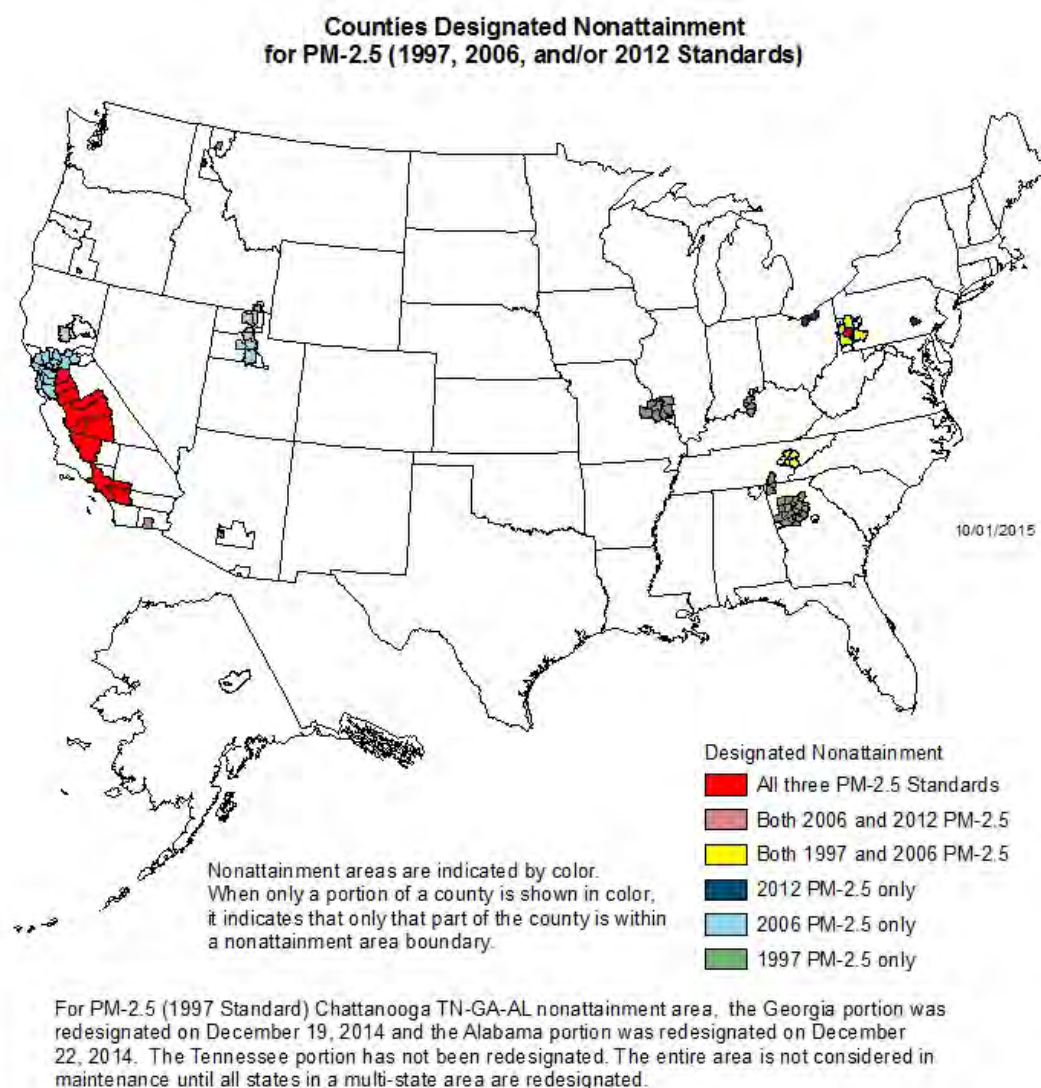 Counties Designated Nonattainment
for PM-2.5 (1997, 2006, and/or 2012 Standards)
10/01/2015
Designated Nonattainment
All three PM-2.5 Standards
Both 2006 and 2012 PM-2.5
Both 1997 and 2006 PM-2.5
2012 PM-2.5 only
2006 PM-2.5 only
1997 PM-2.5 only
Nonattainment areas are indicated by color.
When only a portion of a county is shown in color,
it indicates that only that part of the county is within
a nonattainment area boundary.
For PM-2.5 (1997 Standard) Chattanooga TN-GA-AL nonattainment area, the Georgia portion was
redesignated on December 19, 2014 and the Alabama portion was redesignated on December
22, 2014. The Tennessee portion has not been redesignated. The entire area is not considered in
maintenance until all states in a multi-state area are redesignated.